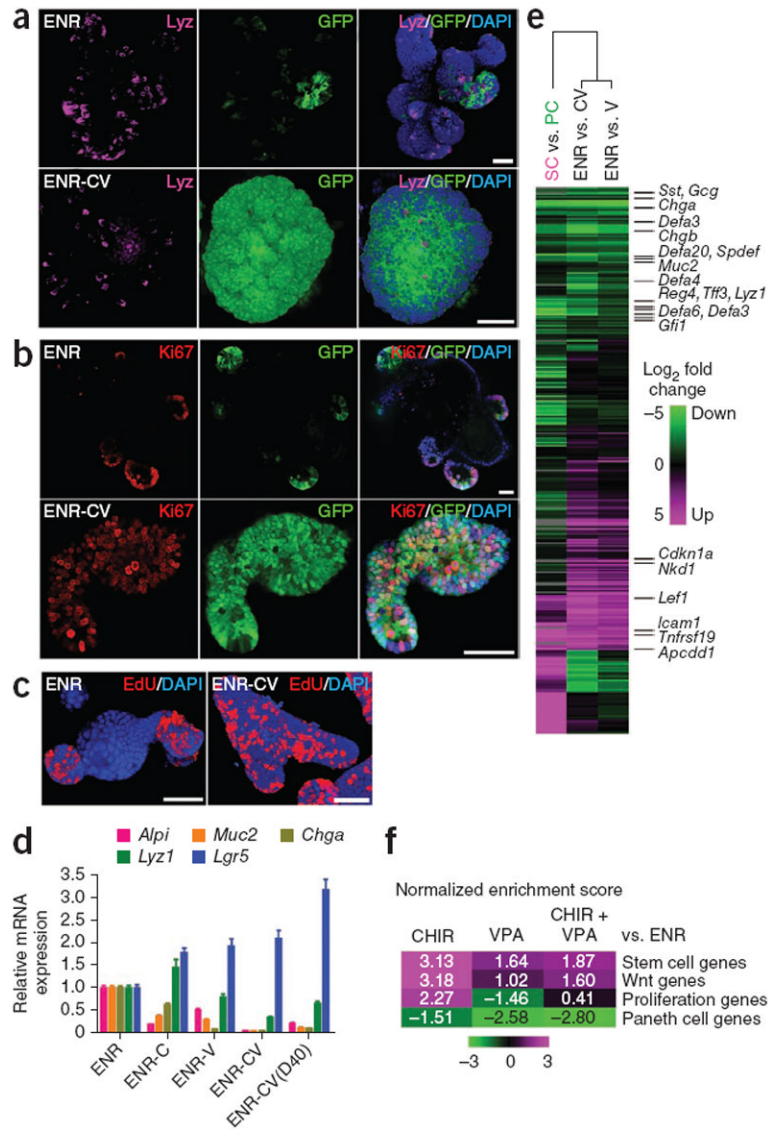 a
ENR Lyz
GFP
Lyz/GFP/DAPI
ENR-CV Lyz
GFP
Lyz/GFP/DAPI
b
ENR Ki67
GFP
Ki67/GFP/DAPI
ENR-CV Ki67
GFP
Ki67/GFP/DAPI
c
ENR EdU/DAPI
ENR-CV EdU/DAPI
d
Alpi Muc2 Chga
Lyz1 Lgr5
Relative mRNA
expression
3.5
3.0
2.5
2.0
1.5
1.0
0.5
0
ENR
ENR-C
ENR-V
ENR-CV
ENR-CV(D40)
e
SC vs. PC
ENR vs. CV
ENR vs. V
Sst, Gcg
Chga
Defa3
Chgb
Defa20, Spdef
Muc2
Defa4
Reg4, Tff3, Lyz1
Defa6, Defa3
Gfi1
Log2 fold
change
−5 Down
0
5 Up
Cdkn1a
Nkd1
Lef1
Icam1
Tnfrsf19
Apcdd1
f
Normalized enrichment score
CHIR VPA CHIR + VPA vs. ENR
3.13 1.64 1.87 Stem cell genes
3.18 1.02 1.60 Wnt genes
2.27 −1.46 0.41 Proliferation genes
−1.51 −2.58 −2.80 Paneth cell genes
−3 0 3